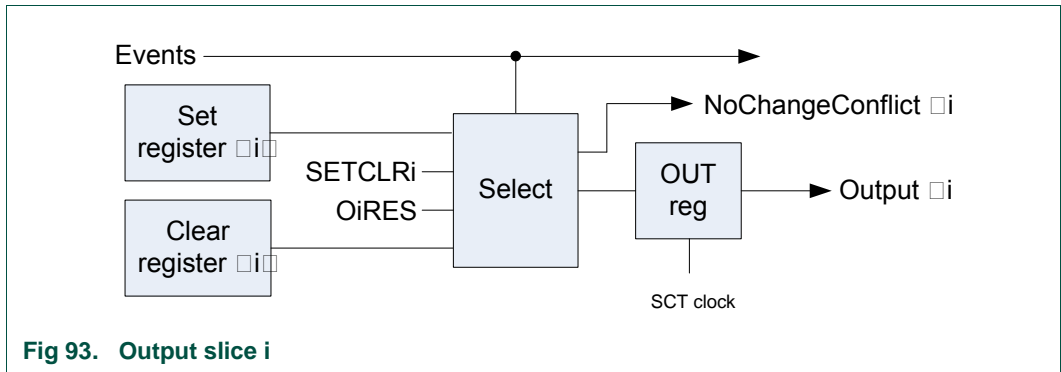 Events
Set
register □i□
NoChangeConflict □i
SETCLRi
Select
OUT
reg
Output □i
OiRES
Clear
register □i□
SCT clock
Fig 93. Output slice i